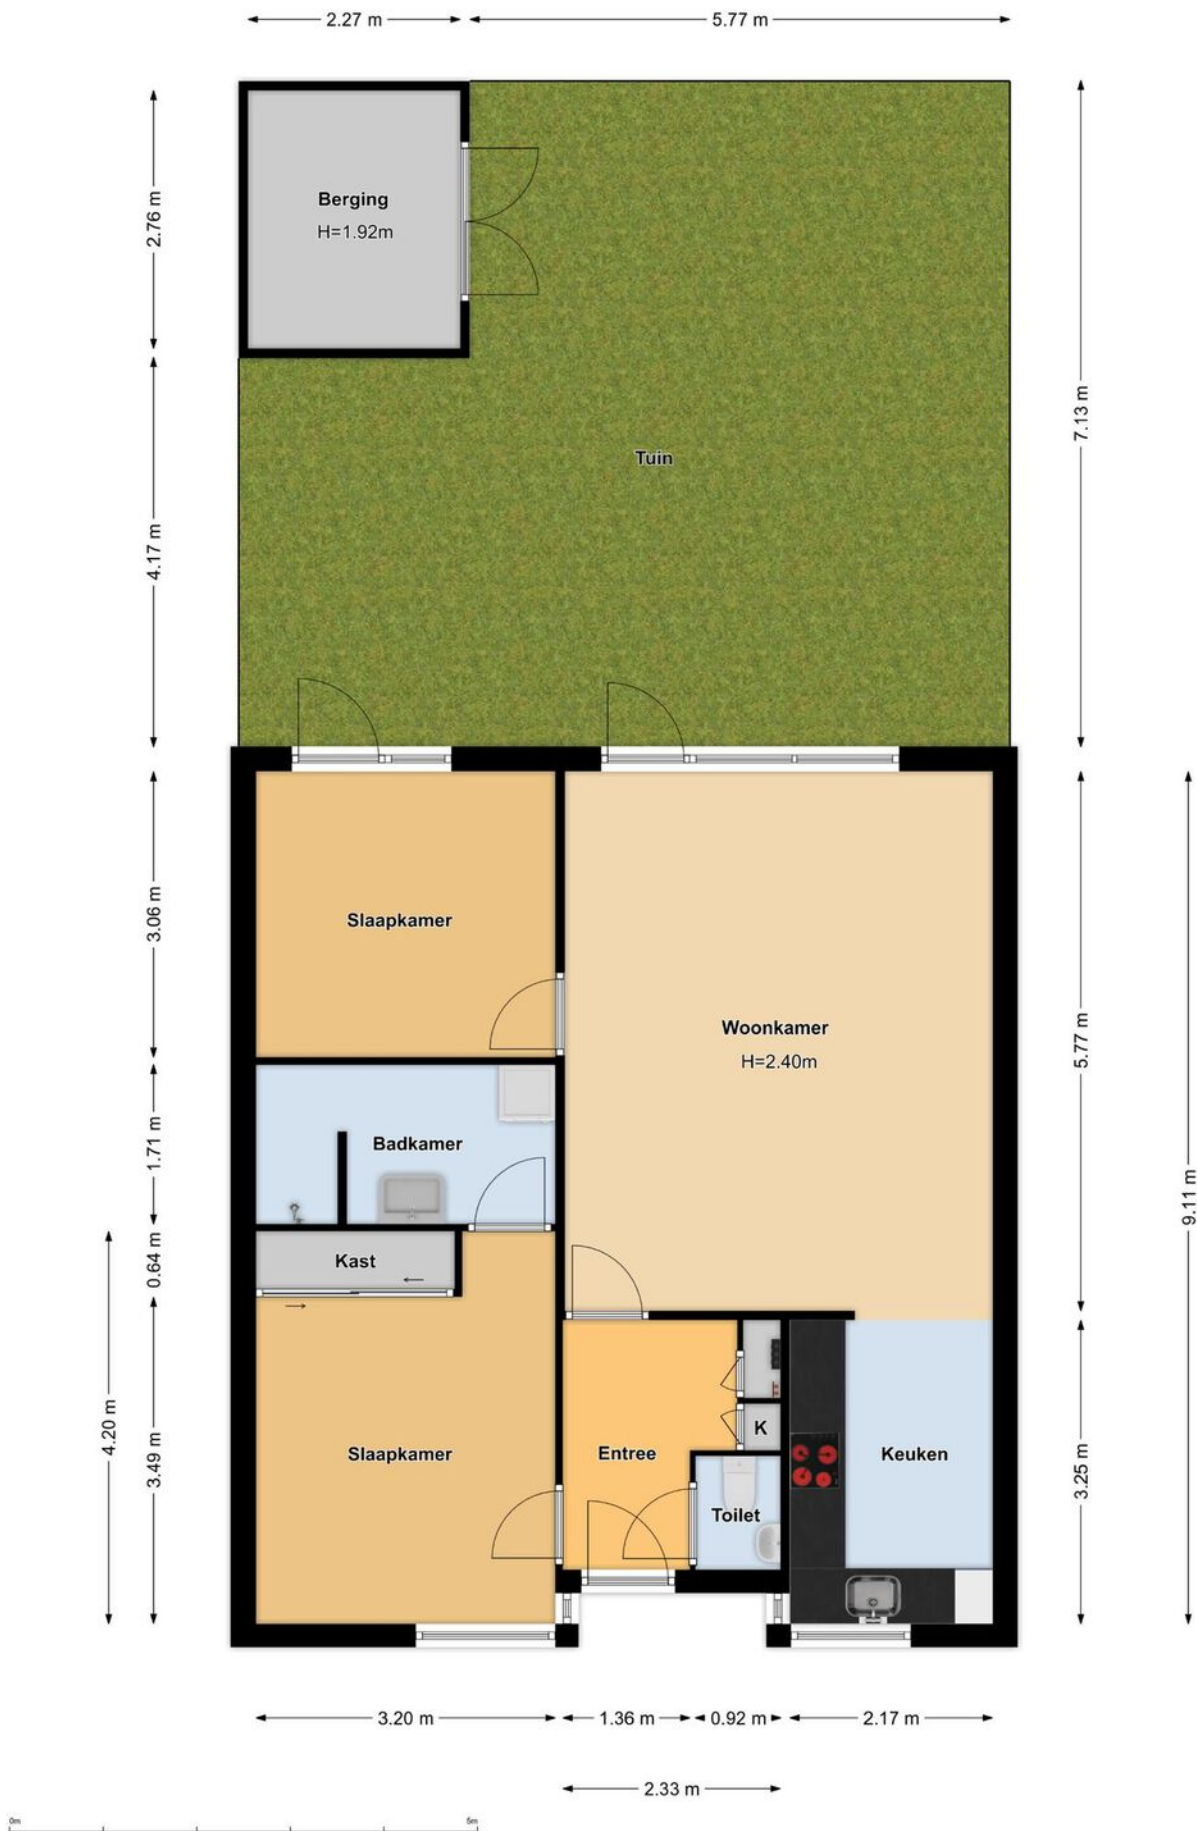 2.27 m
5.77 m
Berging
H=1.92m
2.76 m
7.13 m
Tuin
4.17 m
Slaapkamer
3.06 m
Woonkamer
H=2.40m
5.77 m
Badkamer
1.71 m
9.11 m
Kast
0.64 m
4.20 m
3.49 m
Slaapkamer
Entree
K
Toilet
Keuken
3.25 m
3.20 m
1.36 m
0.92 m
2.17 m
2.33 m
0m
5m